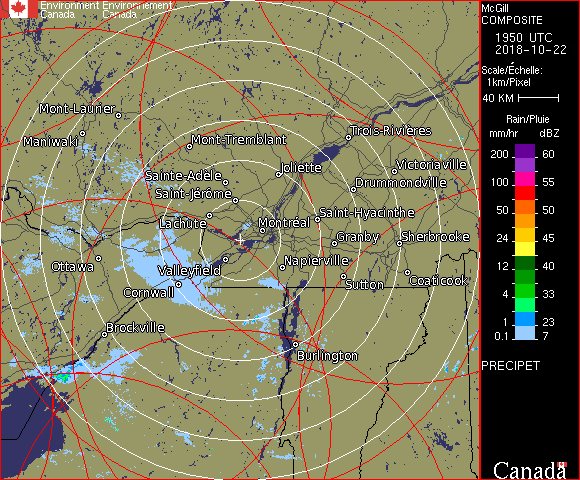 Environment Environnement
Canada Canada
McGill
COMPOSITE
1950 UTC
2018-10-22
Scale/Échelle:
1km/Pixel
40 KM
Rain/Pluie
mm/hr dBZ
200 60
155
100 55
50 50
24 45
12 40
4 33
1 23
0.1 7
PRECIPET
Canada
Mont-Laurier
Maniwaki
Mont-Tremblant
Trois-Rivières
Joliette
Victoriaville
Sainte-Adèle
Drummondville
Saint-Jérôme
Saint-Hyacinthe
Lachute
Montréal
Granby
Sherbrooke
Ottawa
Valleyfield
Napierville
Cornwall
Sutton
Coaticook
Brockville
Burlington